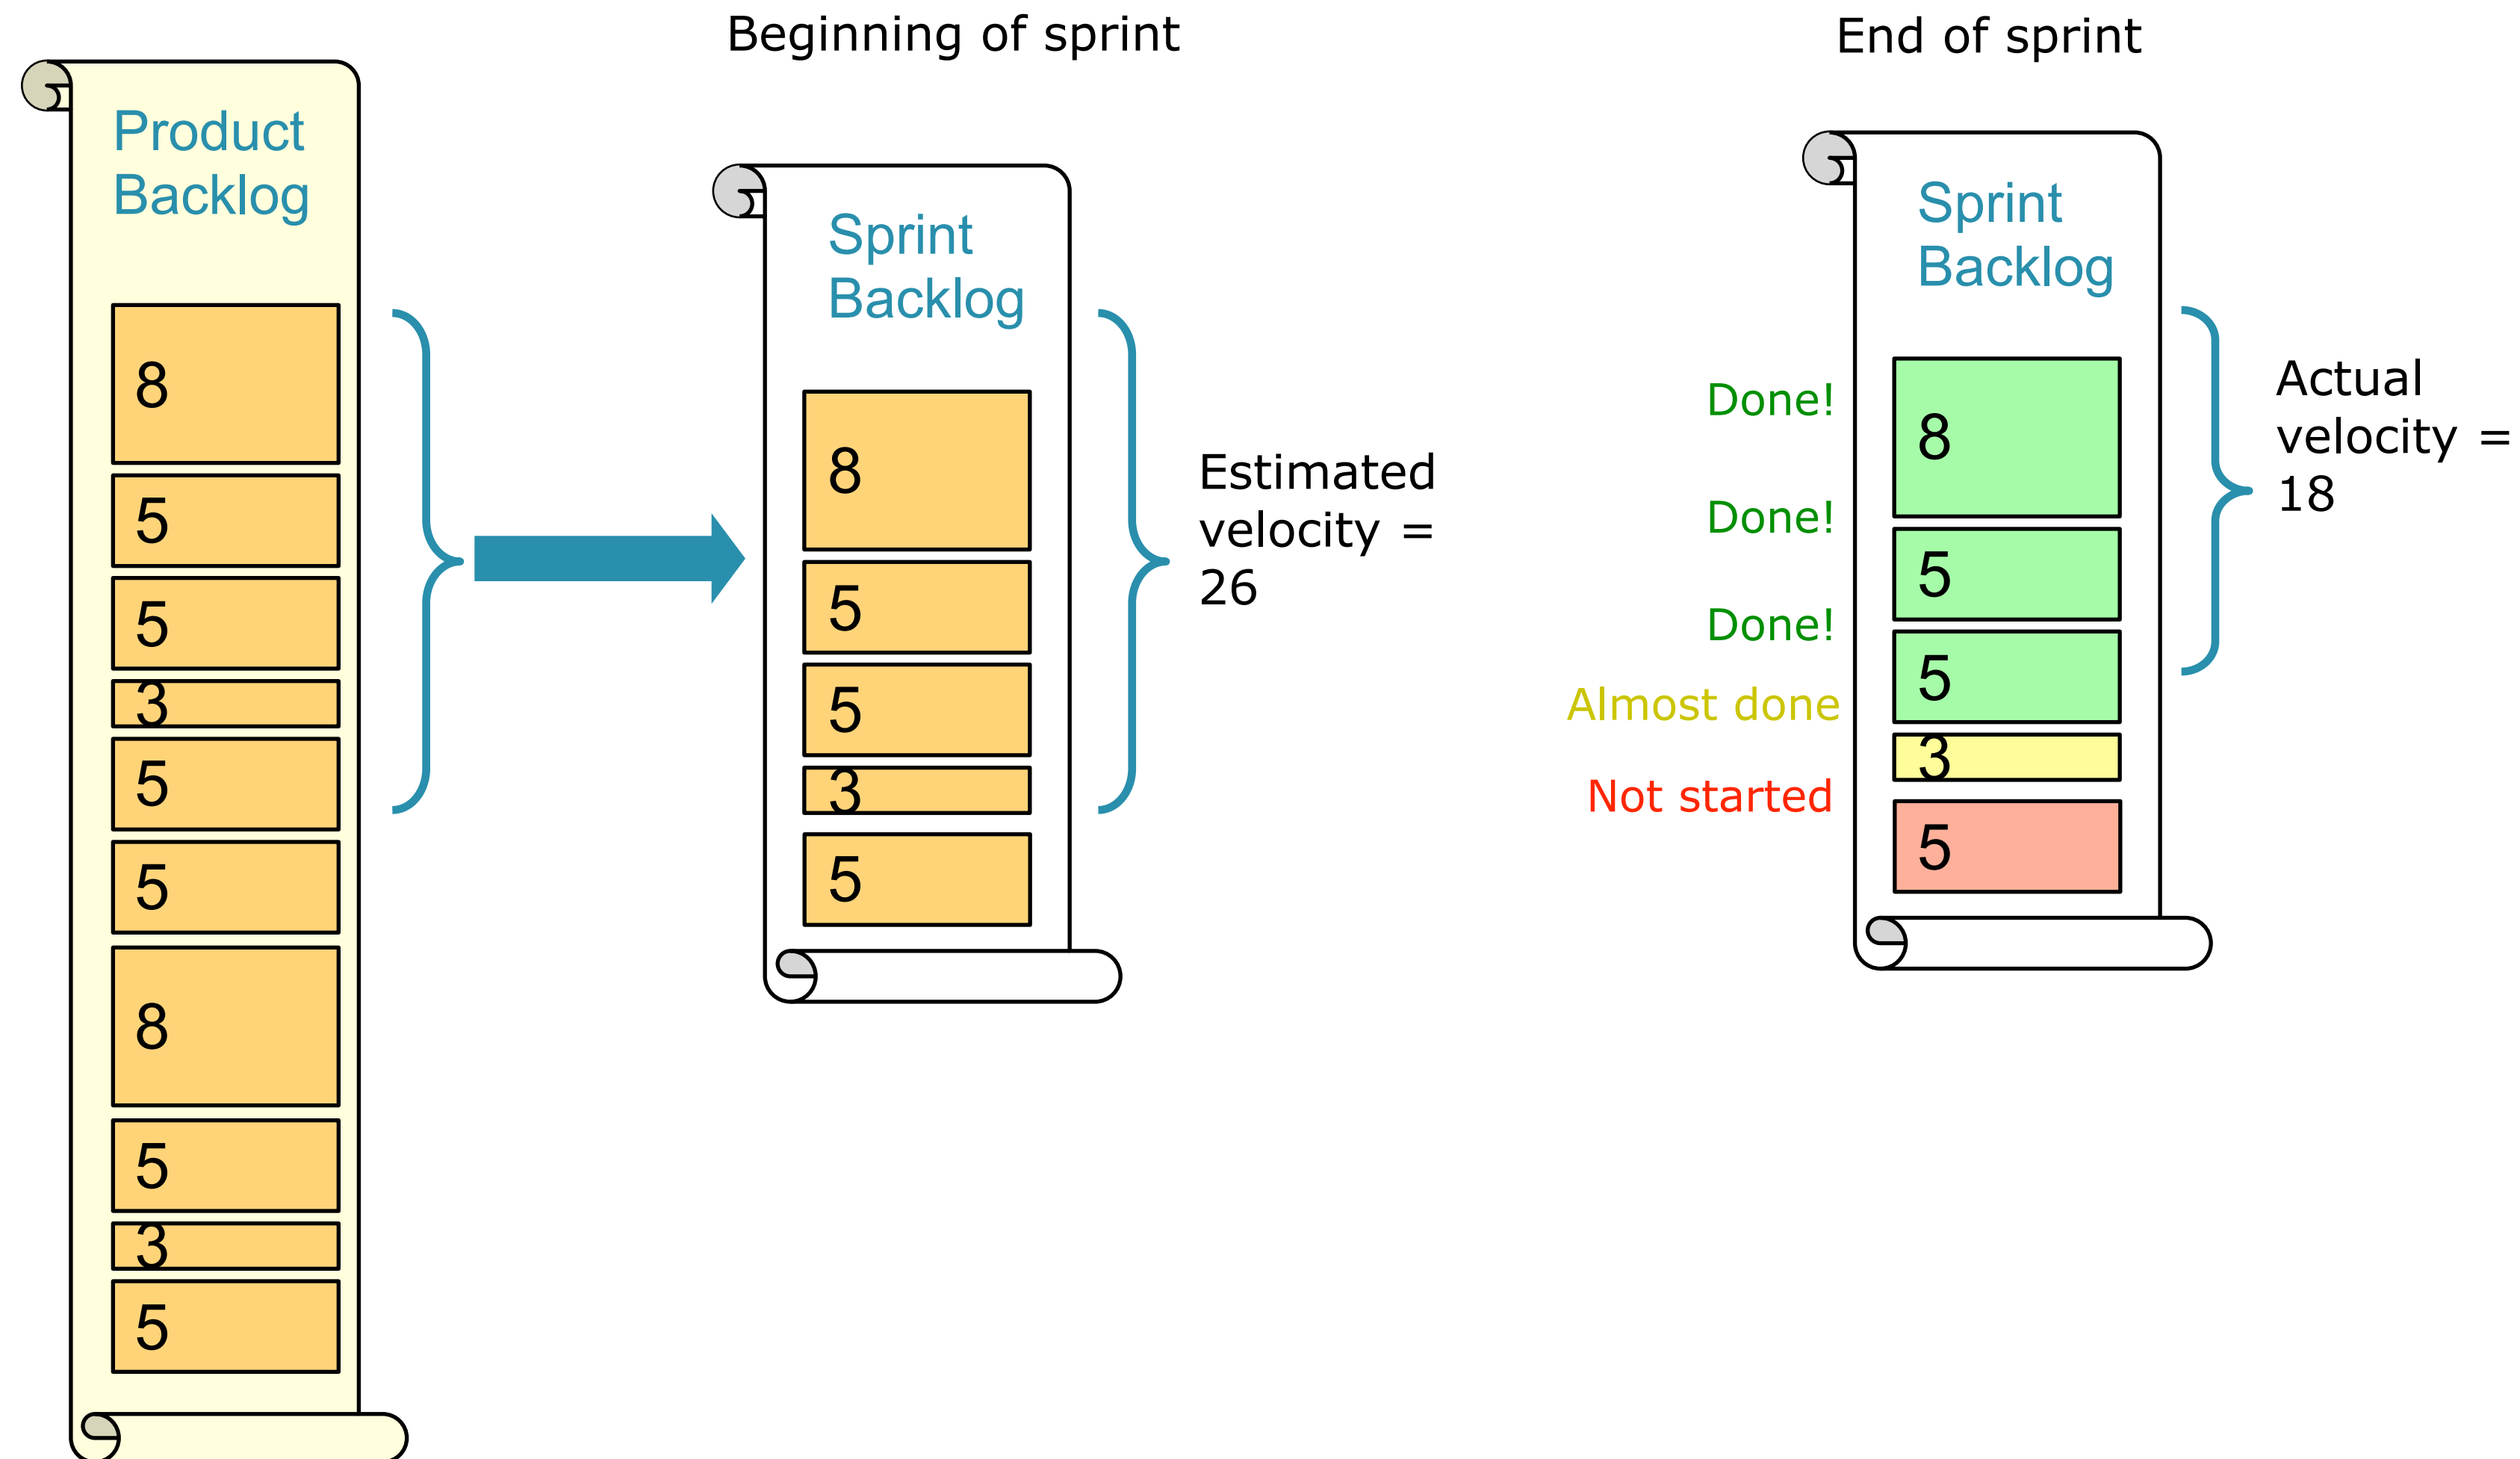 Beginning of sprint
End of sprint
Product
Backlog
8
5
5
3
5
5
8
5
3
5
Sprint
Backlog
8
5
5
3
5
Estimated
velocity =
26
Done!
Done!
Done!
Almost done
Not started
Sprint
Backlog
8
5
5
3
5
Actual
velocity =
18